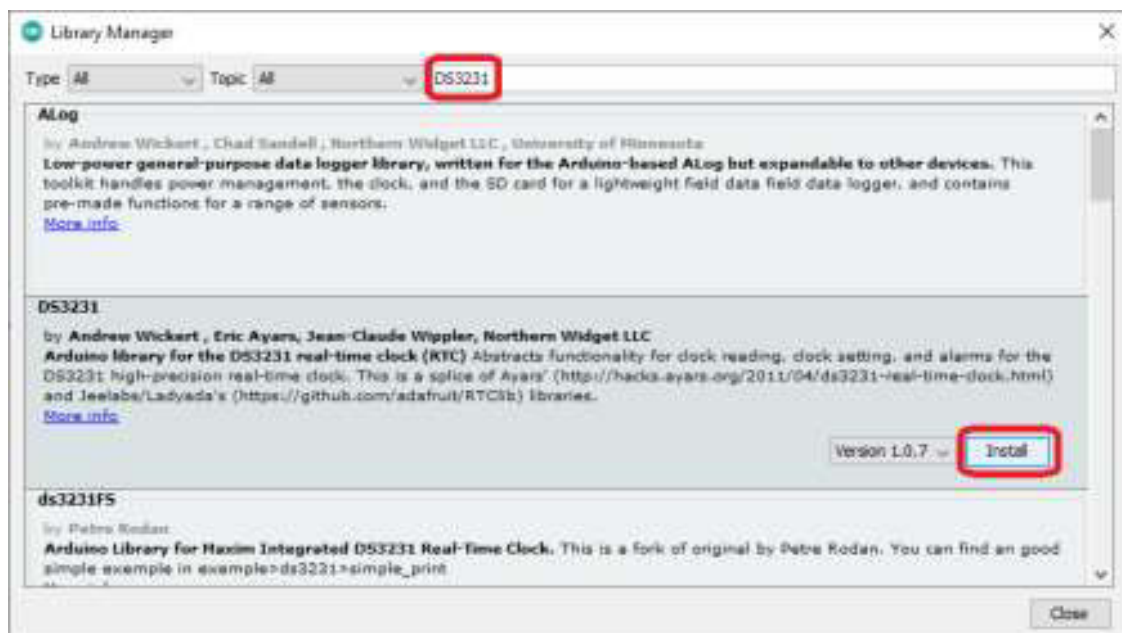 Library Manager
Type All Topic All DS3231
ALog
by Andrew Wickert , Chad Sandell , Northern Widget LLC , University of Minnesota
Low-power general-purpose data logger library, written for the Arduino-based ALog but expandable to other devices. This
toolkit handles power management, the clock, and the SD card for a lightweight field data field data logger, and contains
pre-made functions for a range of sensors.
More info
DS3231
by Andrew Wickert , Eric Ayars, Jean-Claude Wippler, Northern Widget LLC
Arduino library for the DS3231 real-time clock (RTC) Abstracts functionality for clock reading, clock setting, and alarms for the
DS3231 high-precision real-time clock. This is a splice of Ayars' (http://hacks.ayars.org/2011/04/ds3231-real-time-clock.html)
and Jeelabs/Ladyada's (https://github.com/adafruit/RTClib) libraries.
More info
Version 1.0.7 Install
ds3231FS
by Petre Rodan
Arduino Library for Maxim Integrated DS3231 Real-Time Clock. This is a fork of original by Petre Rodan. You can find an good
simple exemple in example>ds3231>simple_print
Close